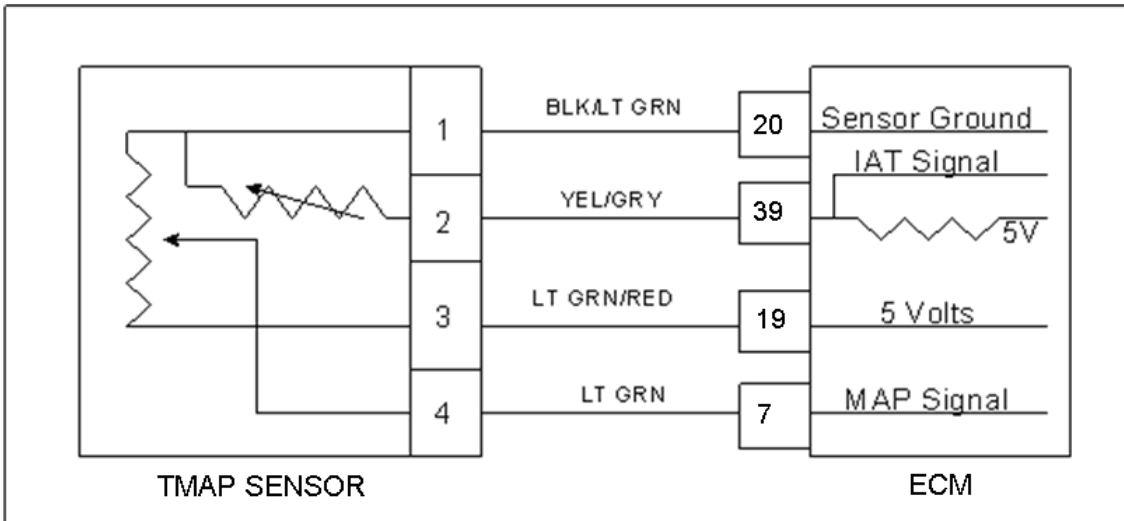 1
BLK/LT GRN
20
Sensor Ground
IAT Signal
2
YEL/GRY
39
5V
3
LT GRN/RED
19
5 Volts
4
LT GRN
7
MAP Signal
TMAP SENSOR
ECM